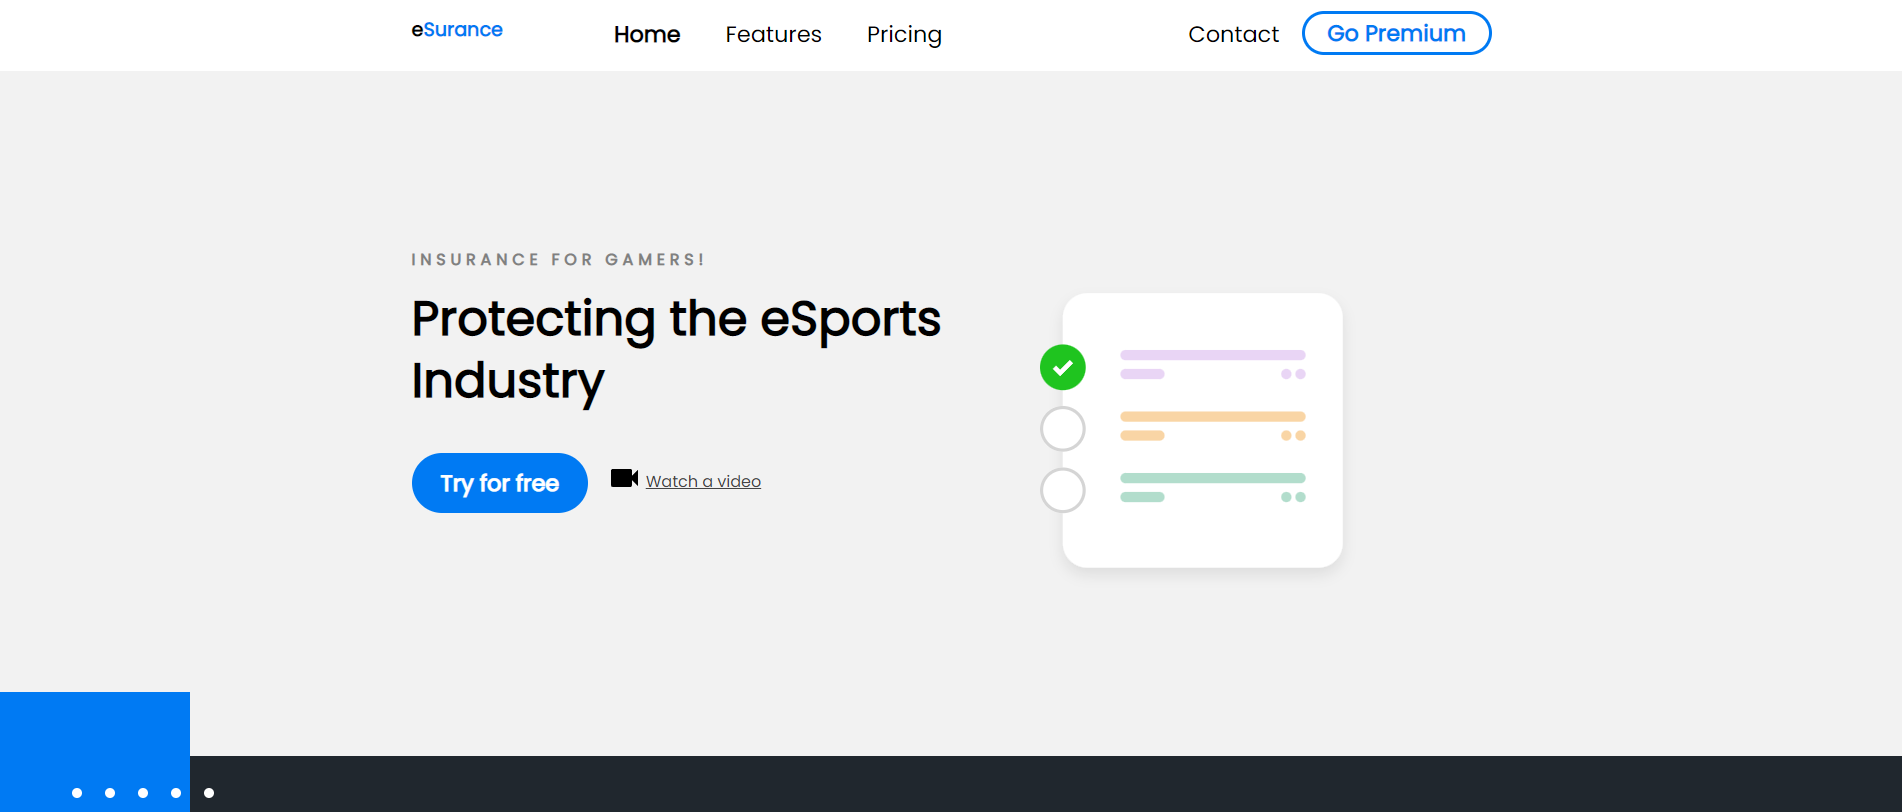 eSurance
Home
Features
Pricing
Contact
Go Premium
INSURANCE FOR GAMERS!
Protecting the eSports
Industry
Try for free
Watch a video